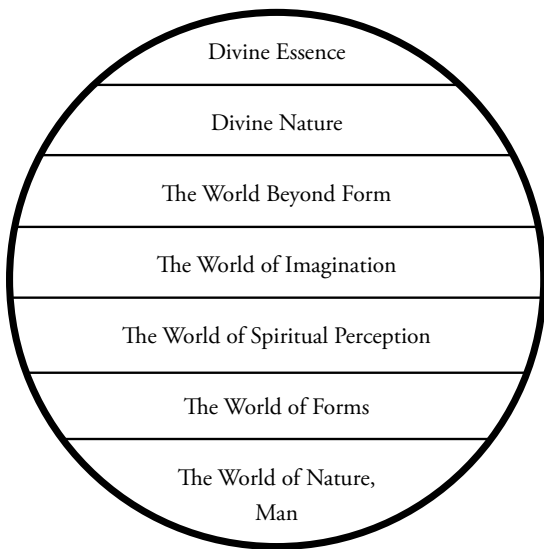 Divine Essence
Divine Nature
The World Beyond Form
The World of Imagination
The World of Spiritual Perception
The World of Forms
The World of Nature,
Man